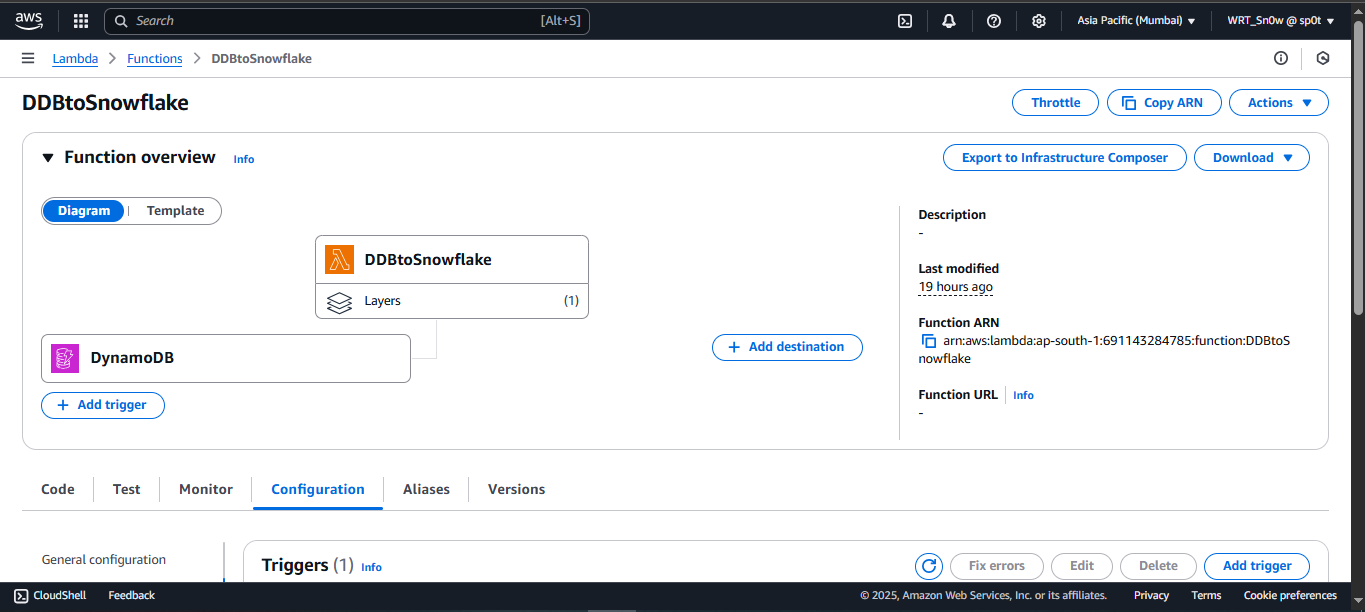 aws
Search [Alt+S]
Asia Pacific (Mumbai) WRT_Sn0w @ sp0t
Lambda Functions DDBtoSnowflake
DDBtoSnowflake
Throttle Copy ARN Actions
Function overview Info
Export to Infrastructure Composer Download
Diagram Template
DDBtoSnowflake
Layers (1)
DynamoDB
+ Add trigger
+ Add destination
Description
-
Last modified
19 hours ago
Function ARN
arn:aws:lambda:ap-south-1:691143284785:function:DDBtoS
nowflake
Function URL Info
-
Code Test Monitor Configuration Aliases Versions
General configuration
Triggers (1) Info
Fix errors Edit Delete Add trigger
CloudShell Feedback © 2025, Amazon Web Services, Inc. or its affiliates. Privacy Terms Cookie preferences